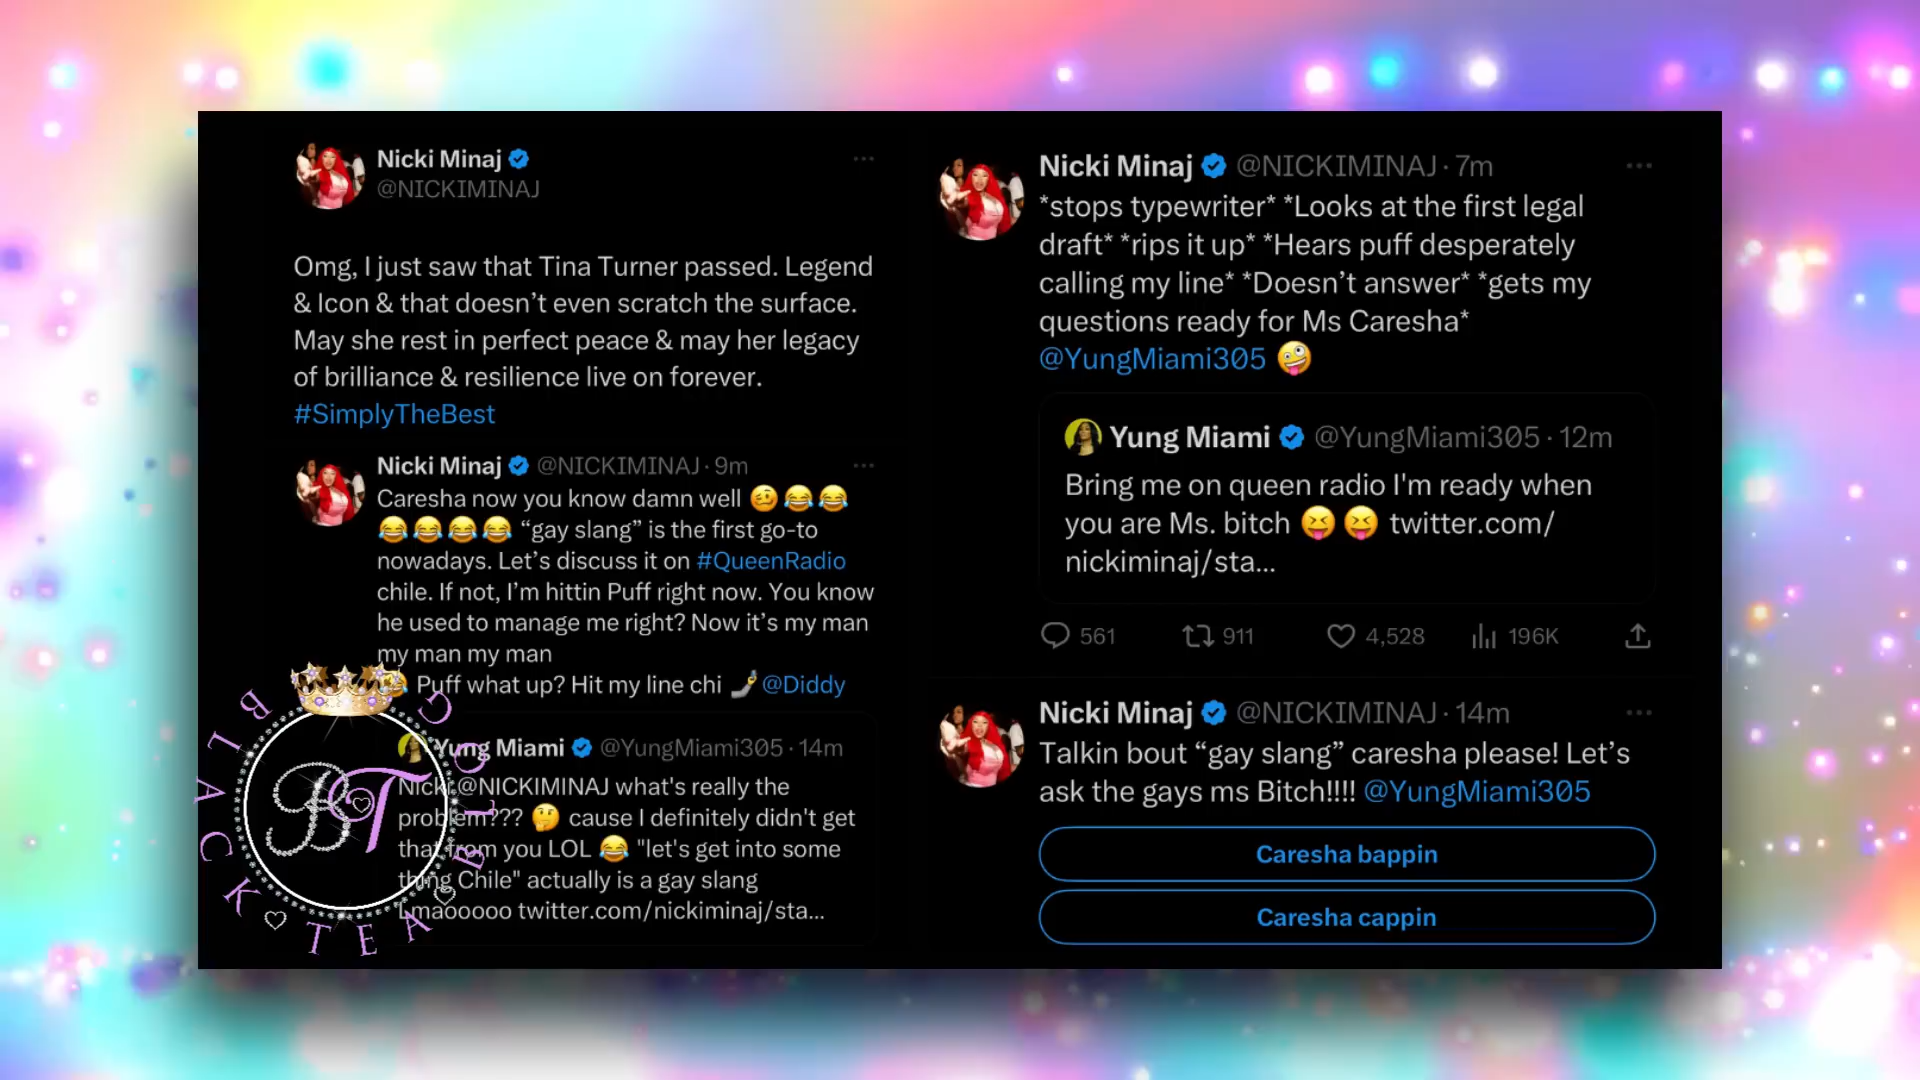 Nicki Minaj
@NICKIMINAJ
Omg, I just saw that Tina Turner passed. Legend
& Icon & that doesn’t even scratch the surface.
May she rest in perfect peace & may her legacy
of brilliance & resilience live on forever.
#SimplyTheBest
Nicki Minaj @NICKIMINAJ · 9m
Caresha now you know damn well 🥴😂😂
😂😂😂😂 “gay slang” is the first go-to
nowadays. Let’s discuss it on #QueenRadio
chile. If not, I’m hittin Puff right now. You know
he used to manage me right? Now it’s my man
my man my man
Puff what up? Hit my line chi 🤳 @Diddy
Yung Miami @YungMiami305 · 14m
Nicki @NICKIMINAJ what's really the
problem??? 🤔 cause I definitely didn't get
that from you LOL 😂 "let's get into some
thing Chile" actually is a gay slang
Lmaooooo twitter.com/nickiminaj/sta...
BT
BLACK TEA BLOG
Nicki Minaj @NICKIMINAJ · 7m
*stops typewriter* *Looks at the first legal
draft* *rips it up* *Hears puff desperately
calling my line* *Doesn’t answer* *gets my
questions ready for Ms Caresha*
@YungMiami305 🤪
Yung Miami @YungMiami305 · 12m
Bring me on queen radio I'm ready when
you are Ms. bitch 😝😝 twitter.com/
nickiminaj/sta...
561 911 4,528 196K
Nicki Minaj @NICKIMINAJ · 14m
Talkin bout “gay slang” caresha please! Let’s
ask the gays ms Bitch!!!! @YungMiami305
Caresha bappin
Caresha cappin